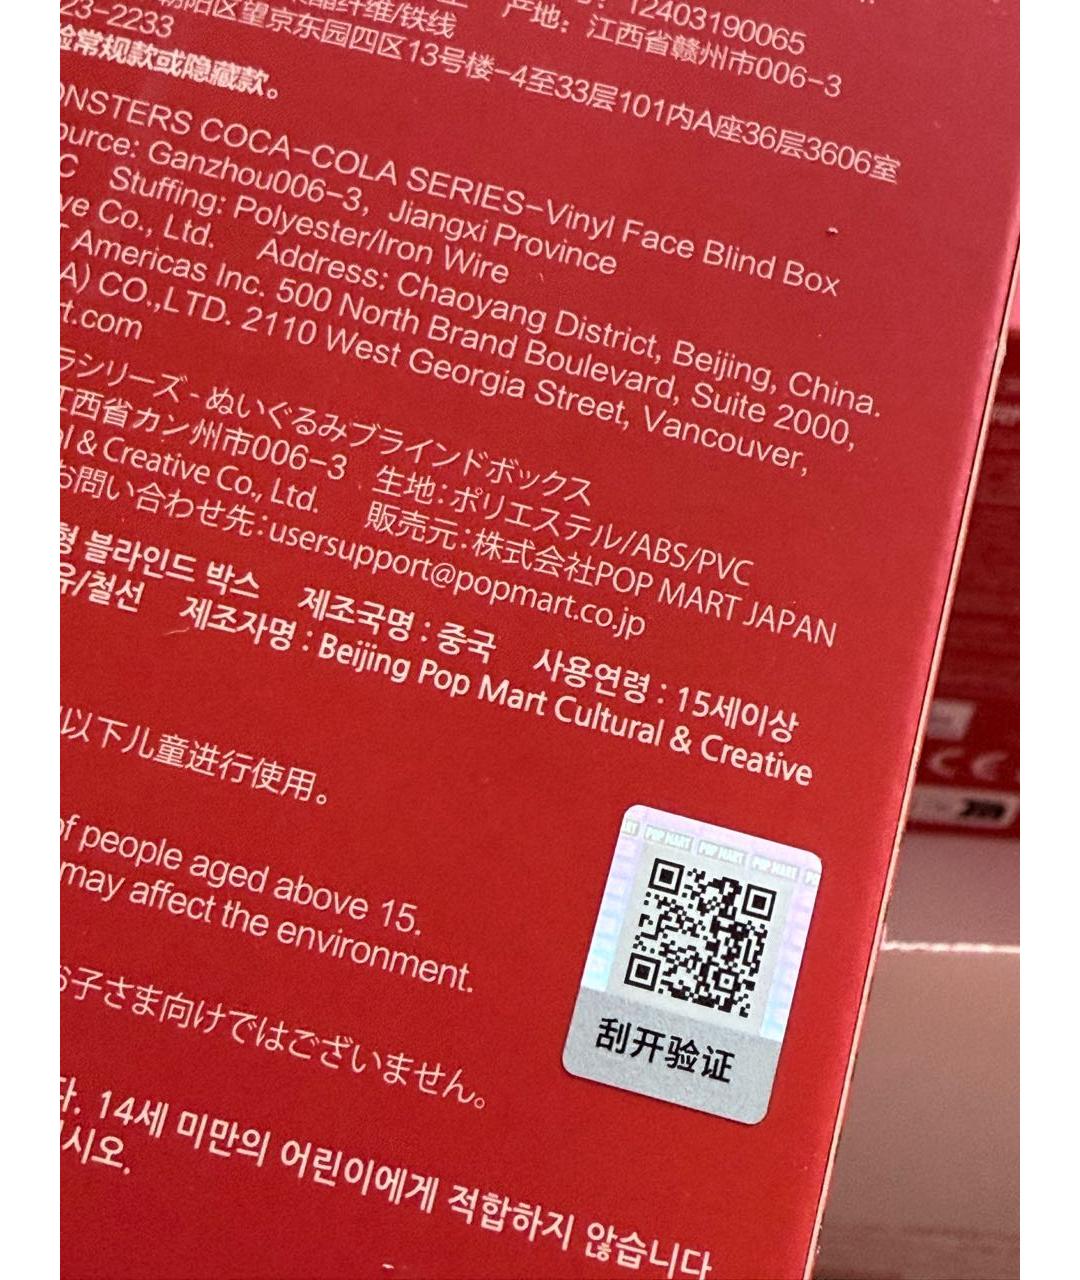 12403190065
酯纤维/铁线 产地：江西省赣州市006-3
朝阳区望京东园四区13号楼-4至33层101内A座36层3606室
23-2233
常规款或隐藏款。
ONSTERS COCA-COLA SERIES-Vinyl Face Blind Box
ource: Ganzhou006-3, Jiangxi Province
C Stuffing: Polyester/Iron Wire
ve Co., Ltd. Address: Chaoyang District, Beijing, China.
r Americas Inc. 500 North Brand Boulevard, Suite 2000,
A) CO.,LTD. 2110 West Georgia Street, Vancouver,
t.com
ラシリーズ - ぬいぐるみブラインドボックス
江西省カン州市006-3 生地：ポリエステル/ABS/PVC
ol & Creative Co., Ltd. 販売元：株式会社POP MART JAPAN
お問い合わせ先：usersupport@popmart.co.jp
형 블라인드 박스 제조국명 : 중국 사용연령 : 15세이상
유/철선 제조자명 : Beijing Pop Mart Cultural & Creative
以下儿童进行使用。
of people aged above 15.
may affect the environment.
お子さま向けではございません。
다. 14세 미만의 어린이에게 적합하지 않습니다
시오.
POP MART POP MART POP MART
刮开验证